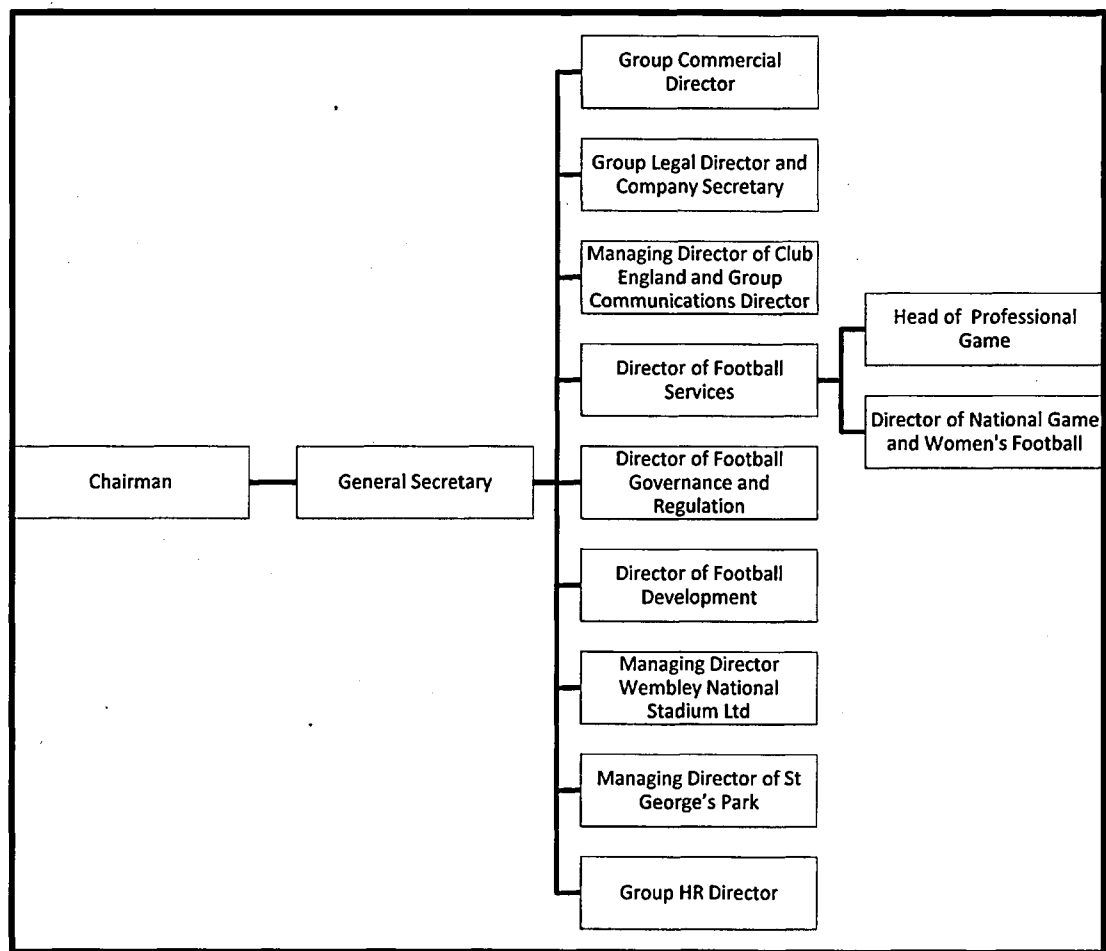 Group Commercial
Director
Group Legal Director and
Company Secretary
Managing Director of Club
England and Group
Communications Director
Head of Professional
Game
Director of Football
Services
Director of National Game
and Women's Football
Chairman
General Secretary
Director of Football
Governance and
Regulation
Director of Football
Development
Managing Director
Wembley National
Stadium Ltd
Managing Director of St
George's Park
Group HR Director